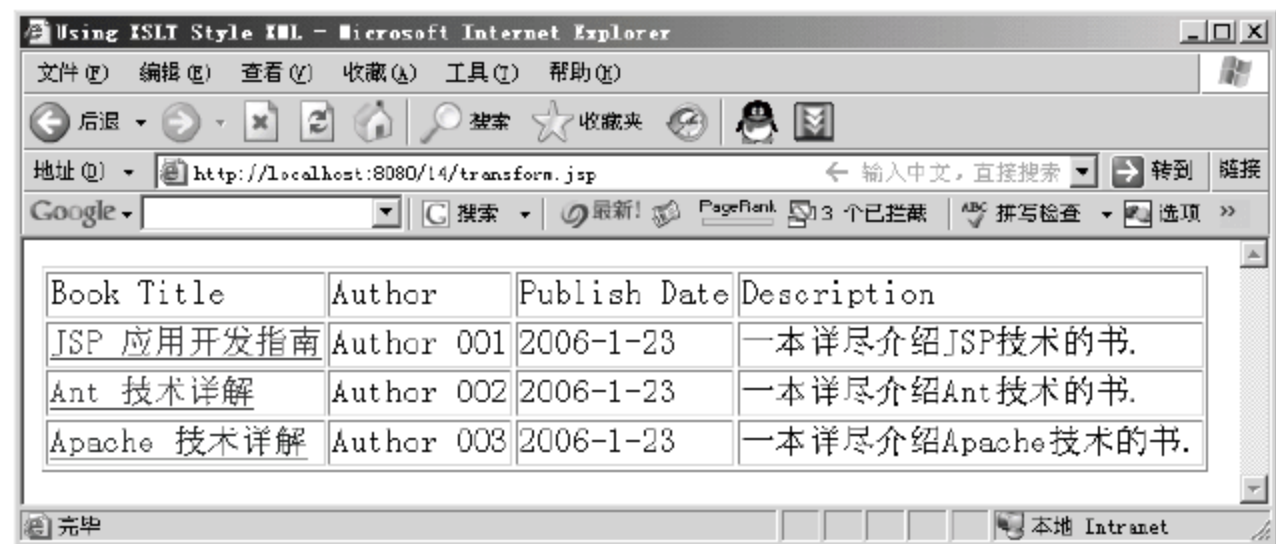 Using XSLT Style XML - Microsoft Internet Explorer
文件(F) 编辑(E) 查看(V) 收藏(A) 工具(T) 帮助(H)
后退 搜索 收藏夹
地址(D) http://localhost:8080/14/transform.jsp ← 输入中文，直接搜索 转到 链接
Google G 搜索 最新! PageRank 13 个已拦截 ABC 拼写检查 选项 »
Book Title Author Publish Date Description
JSP 应用开发指南 Author 001 2006-1-23 一本详尽介绍JSP技术的书.
Ant 技术详解 Author 002 2006-1-23 一本详尽介绍Ant技术的书.
Apache 技术详解 Author 003 2006-1-23 一本详尽介绍Apache技术的书.
完毕 本地 Intranet